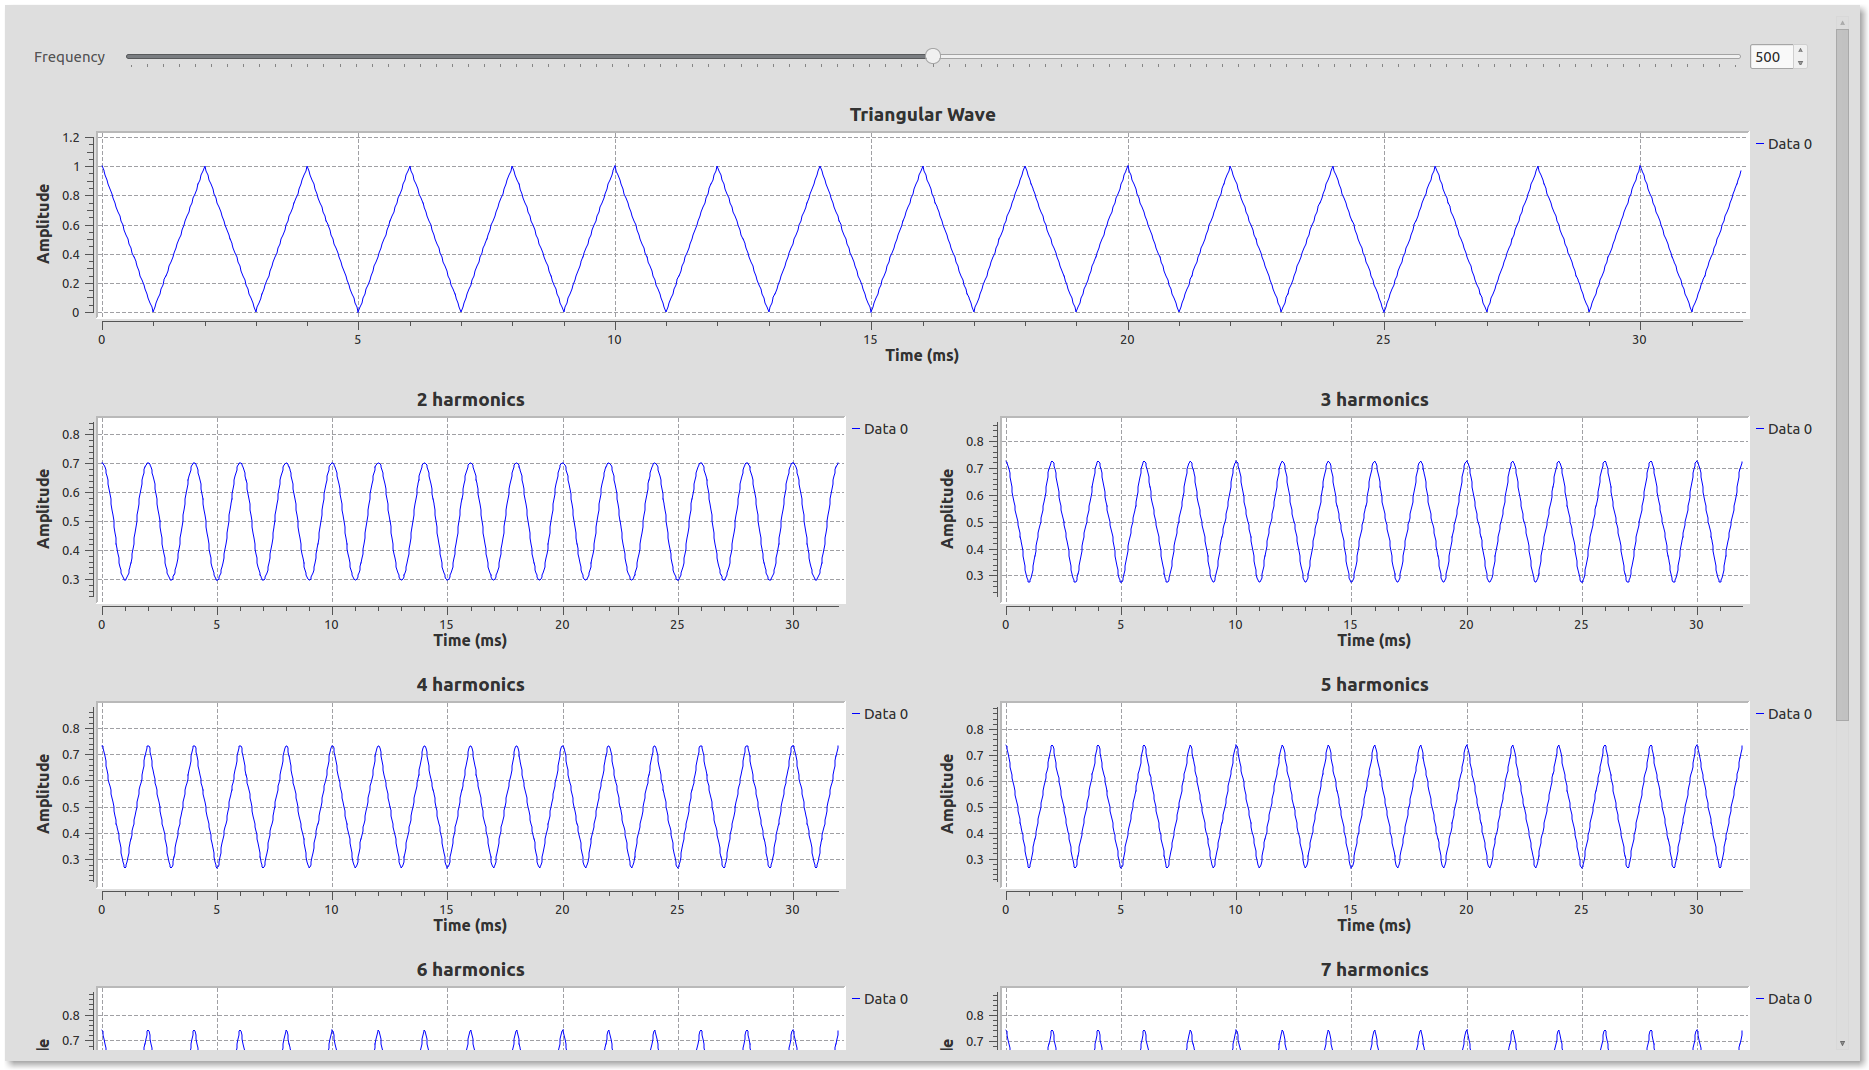 Frequency 500
Triangular Wave
1.2
1
0.8
0.6
0.4
0.2
0
Amplitude
Data 0
0 5 10 15 20 25 30
Time (ms)
2 harmonics
0.8
0.7
0.6
0.5
0.4
0.3
Amplitude
Data 0
0 5 10 15 20 25 30
Time (ms)
3 harmonics
0.8
0.7
0.6
0.5
0.4
0.3
Amplitude
Data 0
0 5 10 15 20 25 30
Time (ms)
4 harmonics
0.8
0.7
0.6
0.5
0.4
0.3
Amplitude
Data 0
0 5 10 15 20 25 30
Time (ms)
5 harmonics
0.8
0.7
0.6
0.5
0.4
0.3
Amplitude
Data 0
0 5 10 15 20 25 30
Time (ms)
6 harmonics
0.8
0.7
de
Data 0
7 harmonics
0.8
0.7
de
Data 0